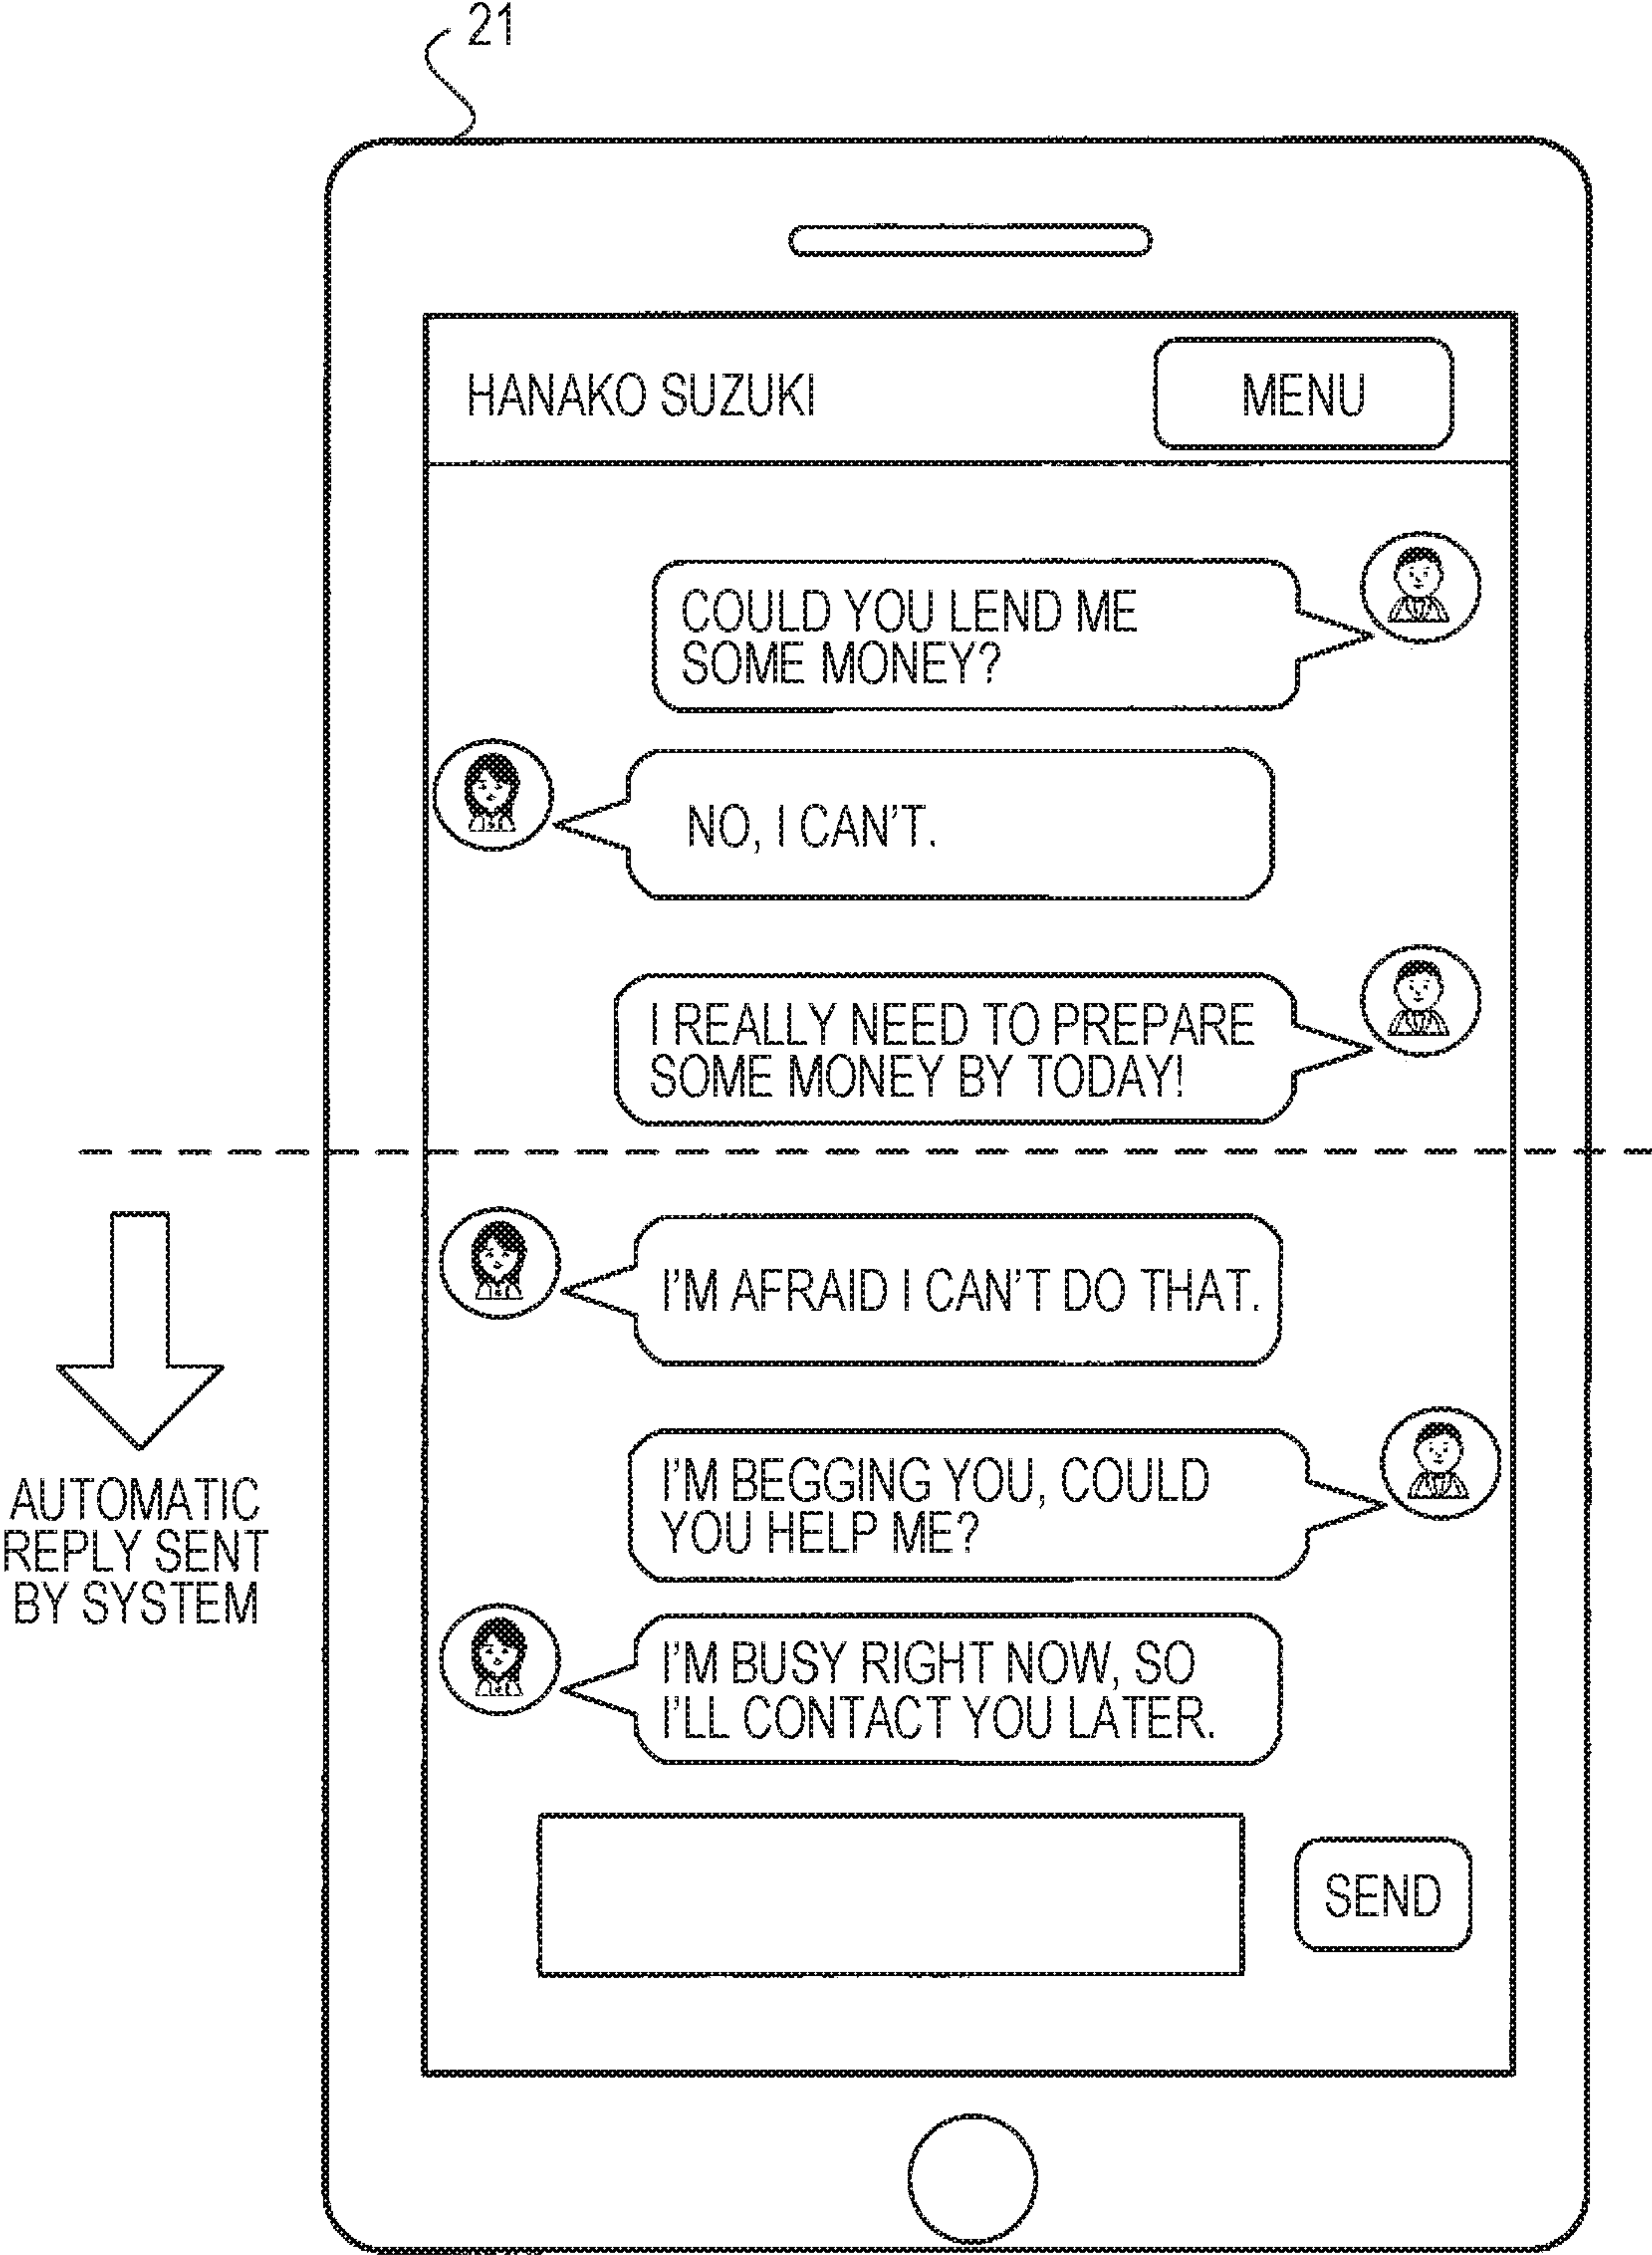 21
HANAKO SUZUKI
MENU
COULD YOU LEND ME
SOME MONEY?
NO, I CAN'T.
I REALLY NEED TO PREPARE
SOME MONEY BY TODAY!
I'M AFRAID I CAN'T DO THAT.
I'M BEGGING YOU, COULD
YOU HELP ME?
AUTOMATIC
REPLY SENT
BY SYSTEM
I'M BUSY RIGHT NOW, SO
I'LL CONTACT YOU LATER.
SEND